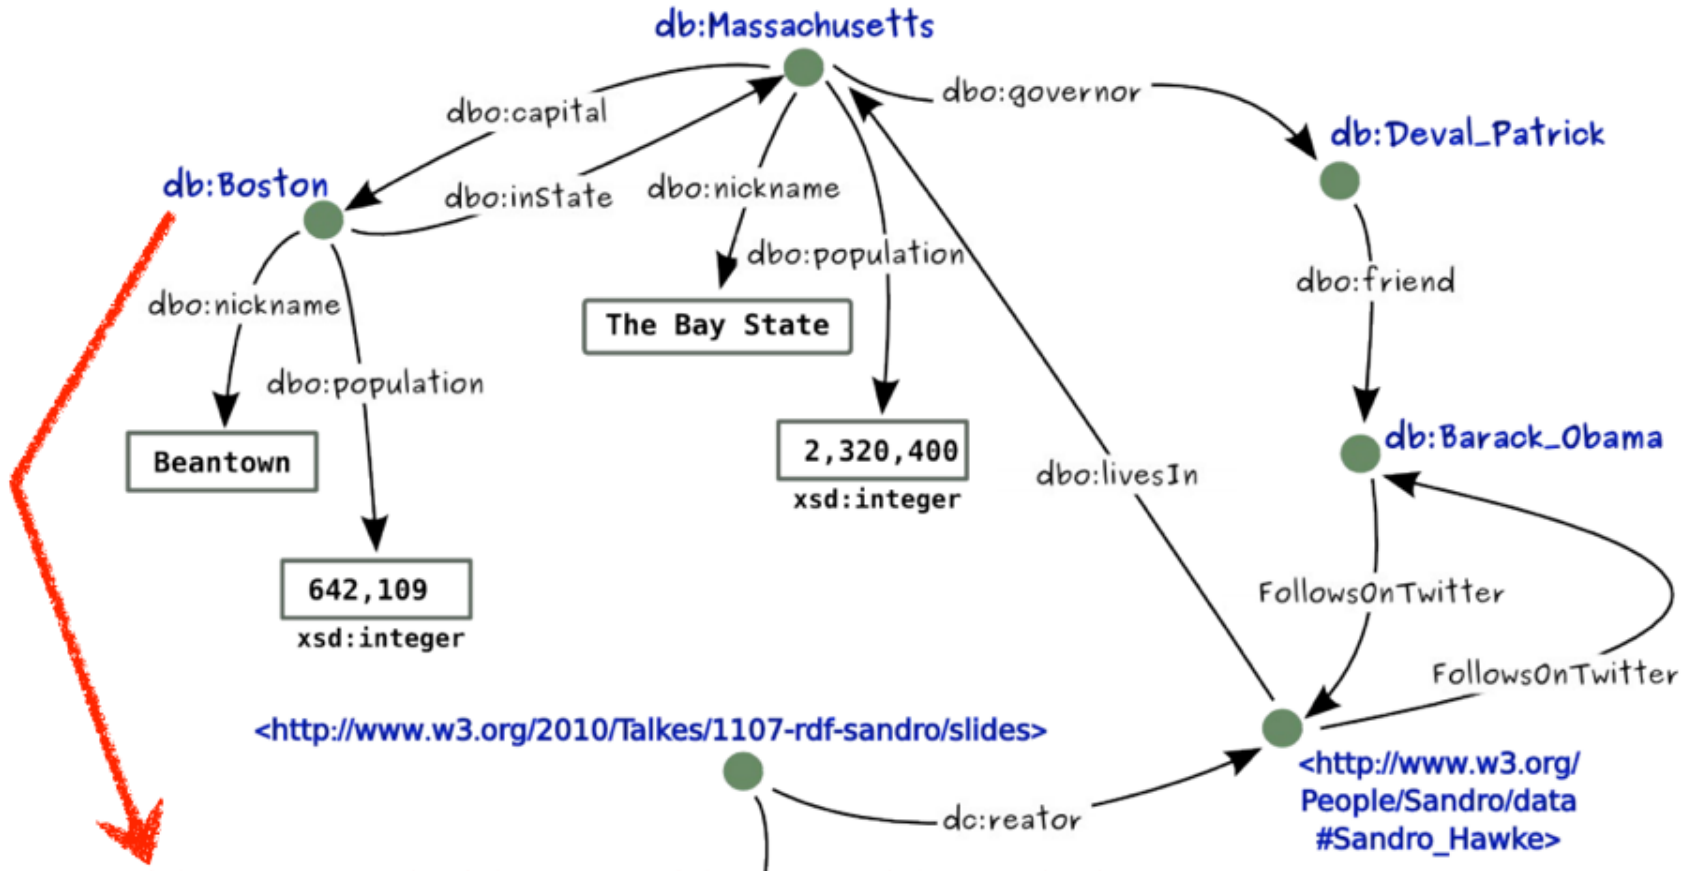 db:Massachusetts
dbo:governor
dbo:capital
db:Deval_Patrick
db:Boston
dbo:inState
dbo:nickname
dbo:population
dbo:friend
dbo:nickname
The Bay State
dbo:population
db:Barack_Obama
Beantown
2,320,400
xsd:integer
dbo:livesIn
642,109
xsd:integer
FollowsOnTwitter
FollowsOnTwitter
<http://www.w3.org/2010/Talkes/1107-rdf-sandro/slides>
<http://www.w3.org/
People/Sandro/data
#Sandro_Hawke>
dc:reator